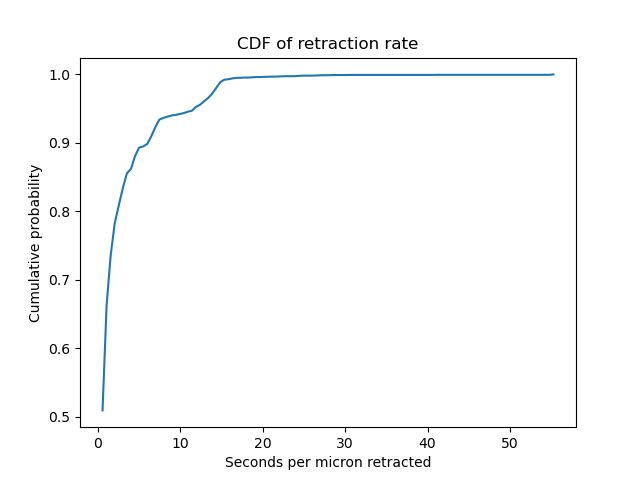 CDF of retraction rate
1.0
0.9
0.8
0.7
0.6
0.5
Cumulative probability
0 10 20 30 40 50
Seconds per micron retracted